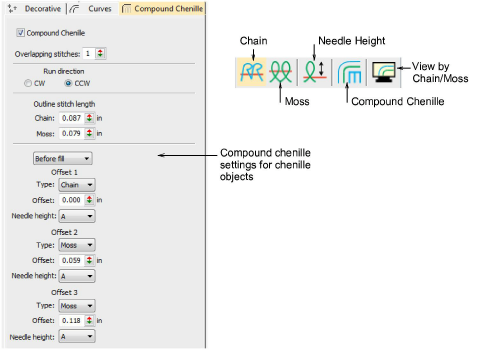 Decorative Curves Compound Chenille
Compound Chenille
Overlapping stitches: 1
Run direction
CW CCW
Outline stitch length
Chain: 0.087 in
Moss: 0.079 in
Before fill
Offset 1
Type: Chain
Offset: 0.000 in
Needle height: A
Offset 2
Type: Moss
Offset: 0.059 in
Needle height: A
Offset 3
Type: Moss
Offset: 0.118 in
Needle height: A
Chain
Needle Height
View by
Chain/Moss
Moss
Compound Chenille
Compound chenille
settings for chenille
objects